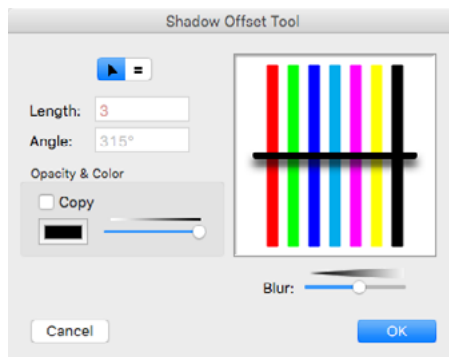 Shadow Offset Tool
=
Length: 3
Angle: 315°
Opacity & Color
Copy
Blur:
Cancel
OK